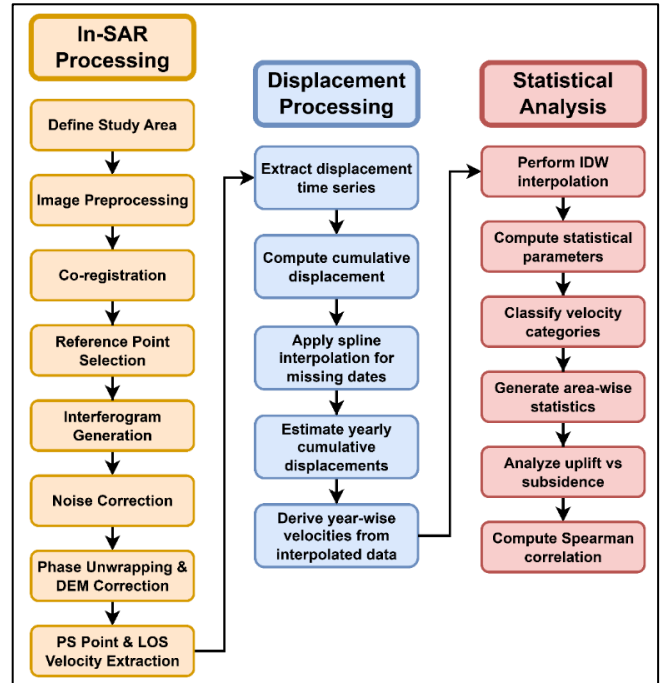 In-SAR
Processing
Define Study Area
Image Preprocessing
Co-registration
Reference Point
Selection
Interferogram
Generation
Noise Correction
Phase Unwrapping &
DEM Correction
PS Point & LOS
Velocity Extraction
Displacement
Processing
Extract displacement
time series
Compute cumulative
displacement
Apply spline
interpolation for
missing dates
Estimate yearly
cumulative
displacements
Derive year-wise
velocities from
interpolated data
Statistical
Analysis
Perform IDW
interpolation
Compute statistical
parameters
Classify velocity
categories
Generate area-wise
statistics
Analyze uplift vs
subsidence
Compute Spearman
correlation